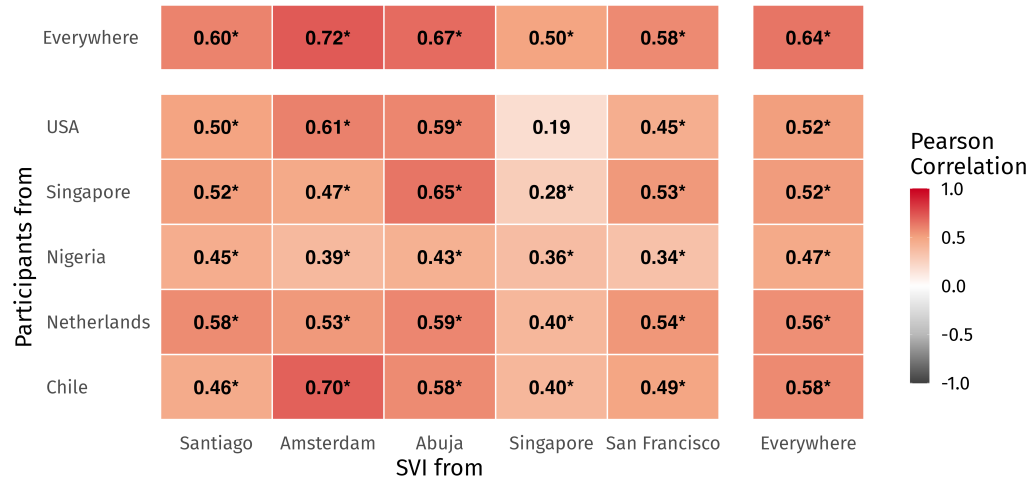 Everywhere 0.60* 0.72* 0.67* 0.50* 0.58* 0.64*
USA 0.50* 0.61* 0.59* 0.19 0.45* 0.52*
Singapore 0.52* 0.47* 0.65* 0.28* 0.53* 0.52*
Nigeria 0.45* 0.39* 0.43* 0.36* 0.34* 0.47*
Netherlands 0.58* 0.53* 0.59* 0.40* 0.54* 0.56*
Chile 0.46* 0.70* 0.58* 0.40* 0.49* 0.58*
Santiago Amsterdam Abuja Singapore San Francisco Everywhere
SVI from
Participants from
Pearson
Correlation
1.0
0.5
0.0
-0.5
-1.0